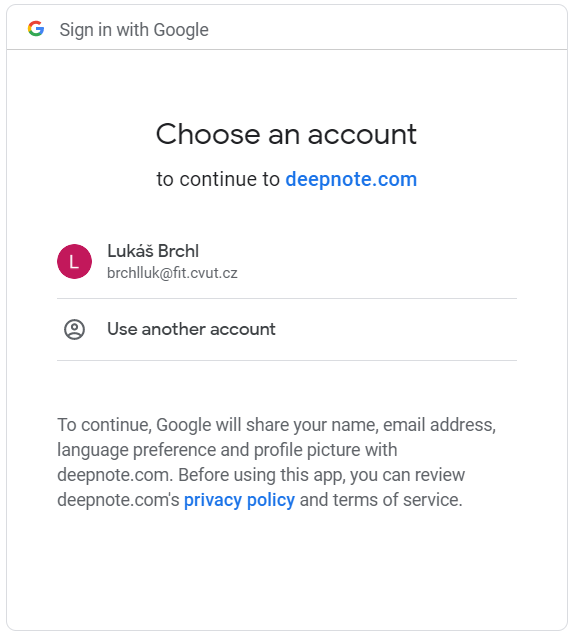 Sign in with Google
Choose an account
to continue to deepnote.com
L
Lukáš Brchl
brchlluk@fit.cvut.cz
Use another account
To continue, Google will share your name, email address,
language preference and profile picture with
deepnote.com. Before using this app, you can review
deepnote.com's privacy policy and terms of service.